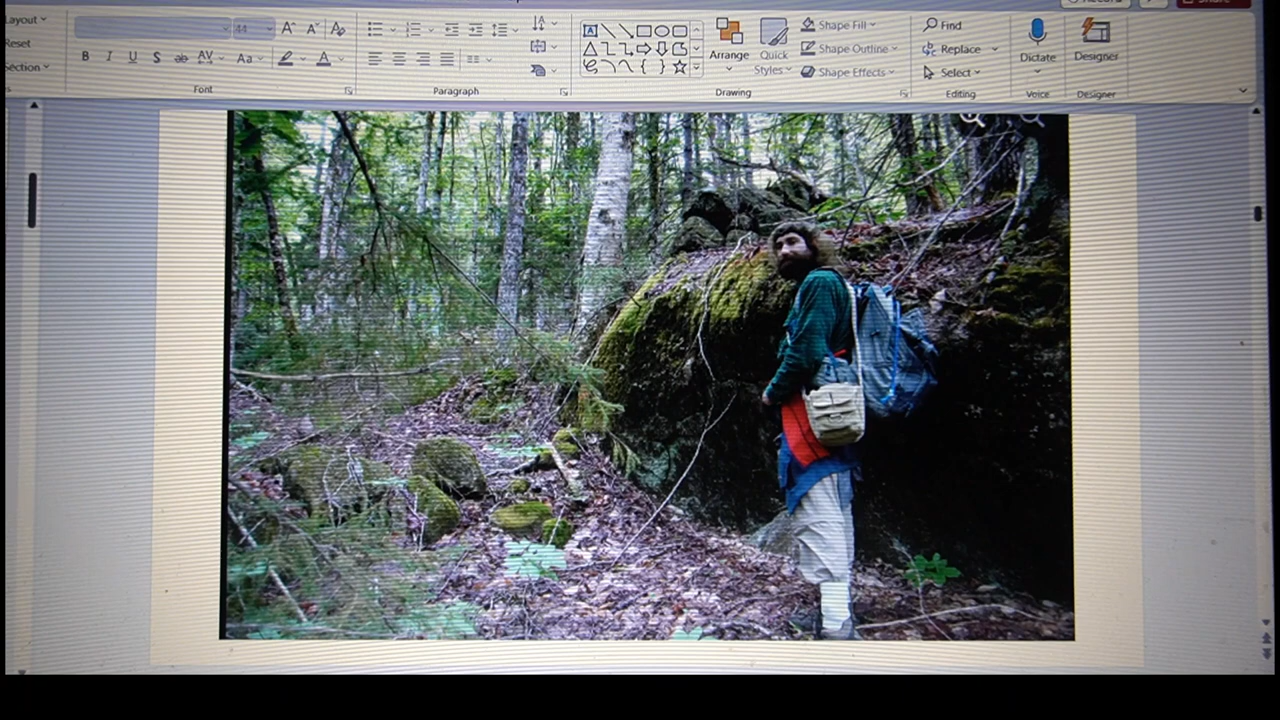 Layout
Reset
Section
44
A A A
B I U S ab AV Aa A
Font
Paragraph
Arrange
Quick
Styles
Shape Fill
Shape Outline
Shape Effects
Drawing
Find
Replace
Select
Editing
Dictate
Voice
Designer
Designer